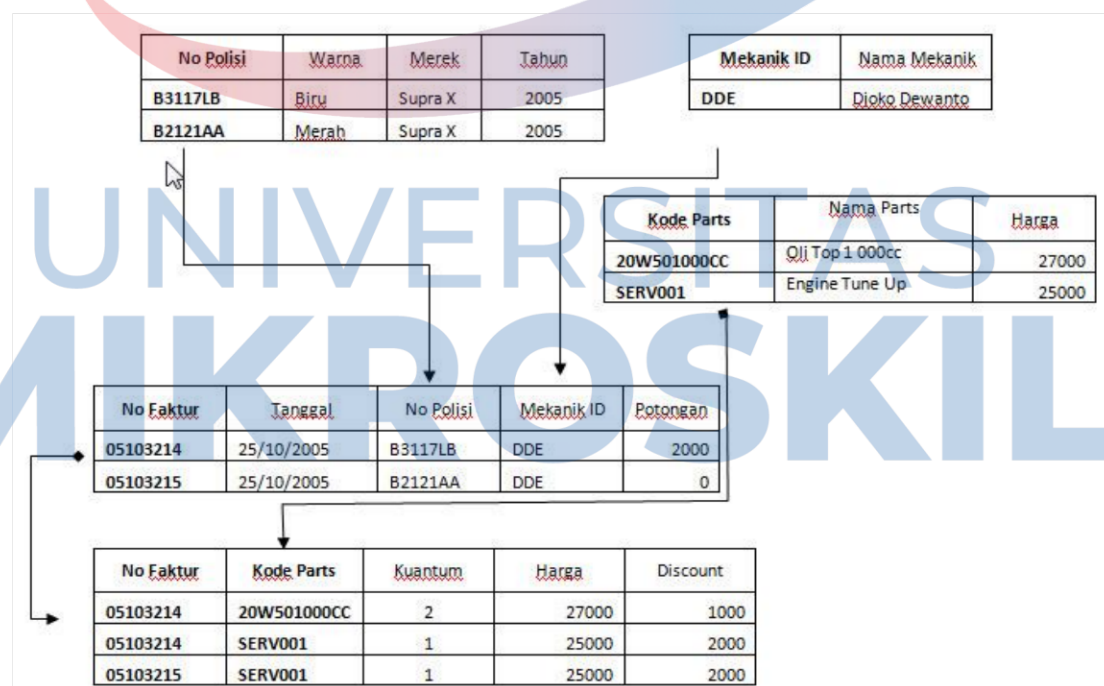 No Polisi Warna Merek Tahun
B3117LB Biru Supra X 2005
B2121AA Merah Supra X 2005
Mekanik ID Nama Mekanik
DDE Dioko Dewanto
Kode Parts Nama Parts Harga
20W501000CC Oli Top 1 000cc 27000
SERV001 Engine Tune Up 25000
UNIVERSITAS
MIKROSKIL
No Faktur Tanggal No Polisi Mekanik ID Potongan
05103214 25/10/2005 B3117LB DDE 2000
05103215 25/10/2005 B2121AA DDE 0
No Faktur Kode Parts Kuantum Harga Discount
05103214 20W501000CC 2 27000 1000
05103214 SERV001 1 25000 2000
05103215 SERV001 1 25000 2000